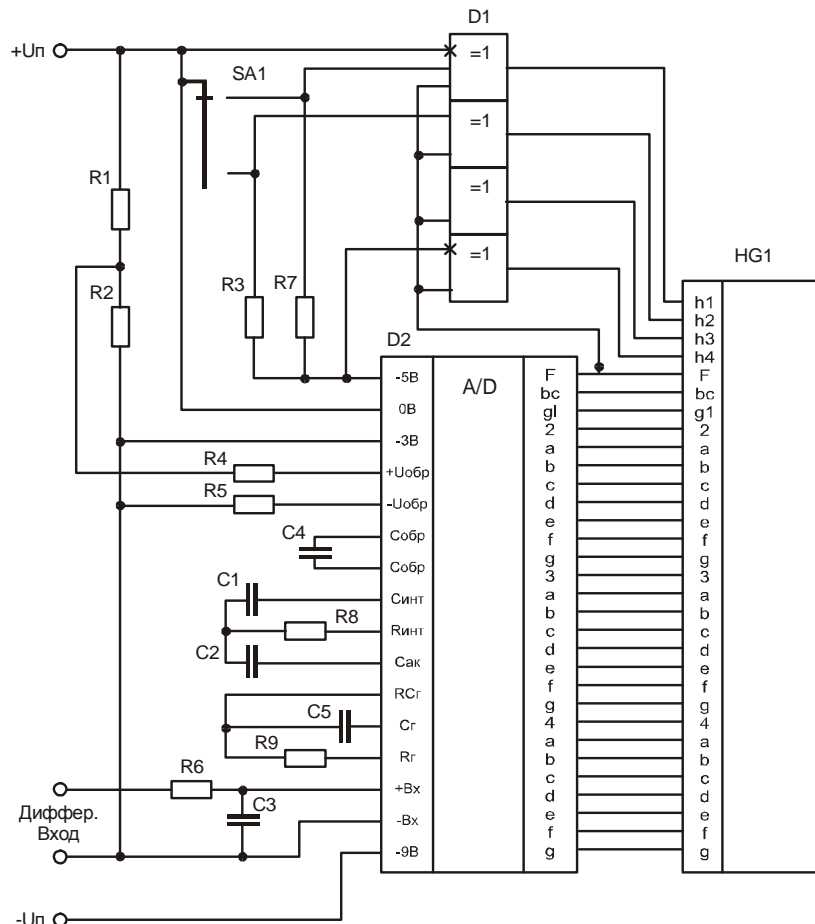 D1
+Uп
SA1
=1
=1
=1
=1
R1
R2
R3
R7
HG1
D2
A/D
h1
h2
h3
h4
-5В
0В
-3В
+Uобр
-Uобр
Cобр
Cобр
Cинт
Rинт
Cак
RCг
Cг
Rг
+Вх
-Вх
-9В
R4
R5
C4
C1
R8
C2
C5
R9
R6
C3
Диффер.
Вход
-Uп
F
bc
gl
2
a
b
c
d
e
f
g
3
a
b
c
d
e
f
g
4
a
b
c
d
e
f
g
F
bc
g1
2
a
b
c
d
e
f
g
3
a
b
c
d
e
f
g
4
a
b
c
d
e
f
g